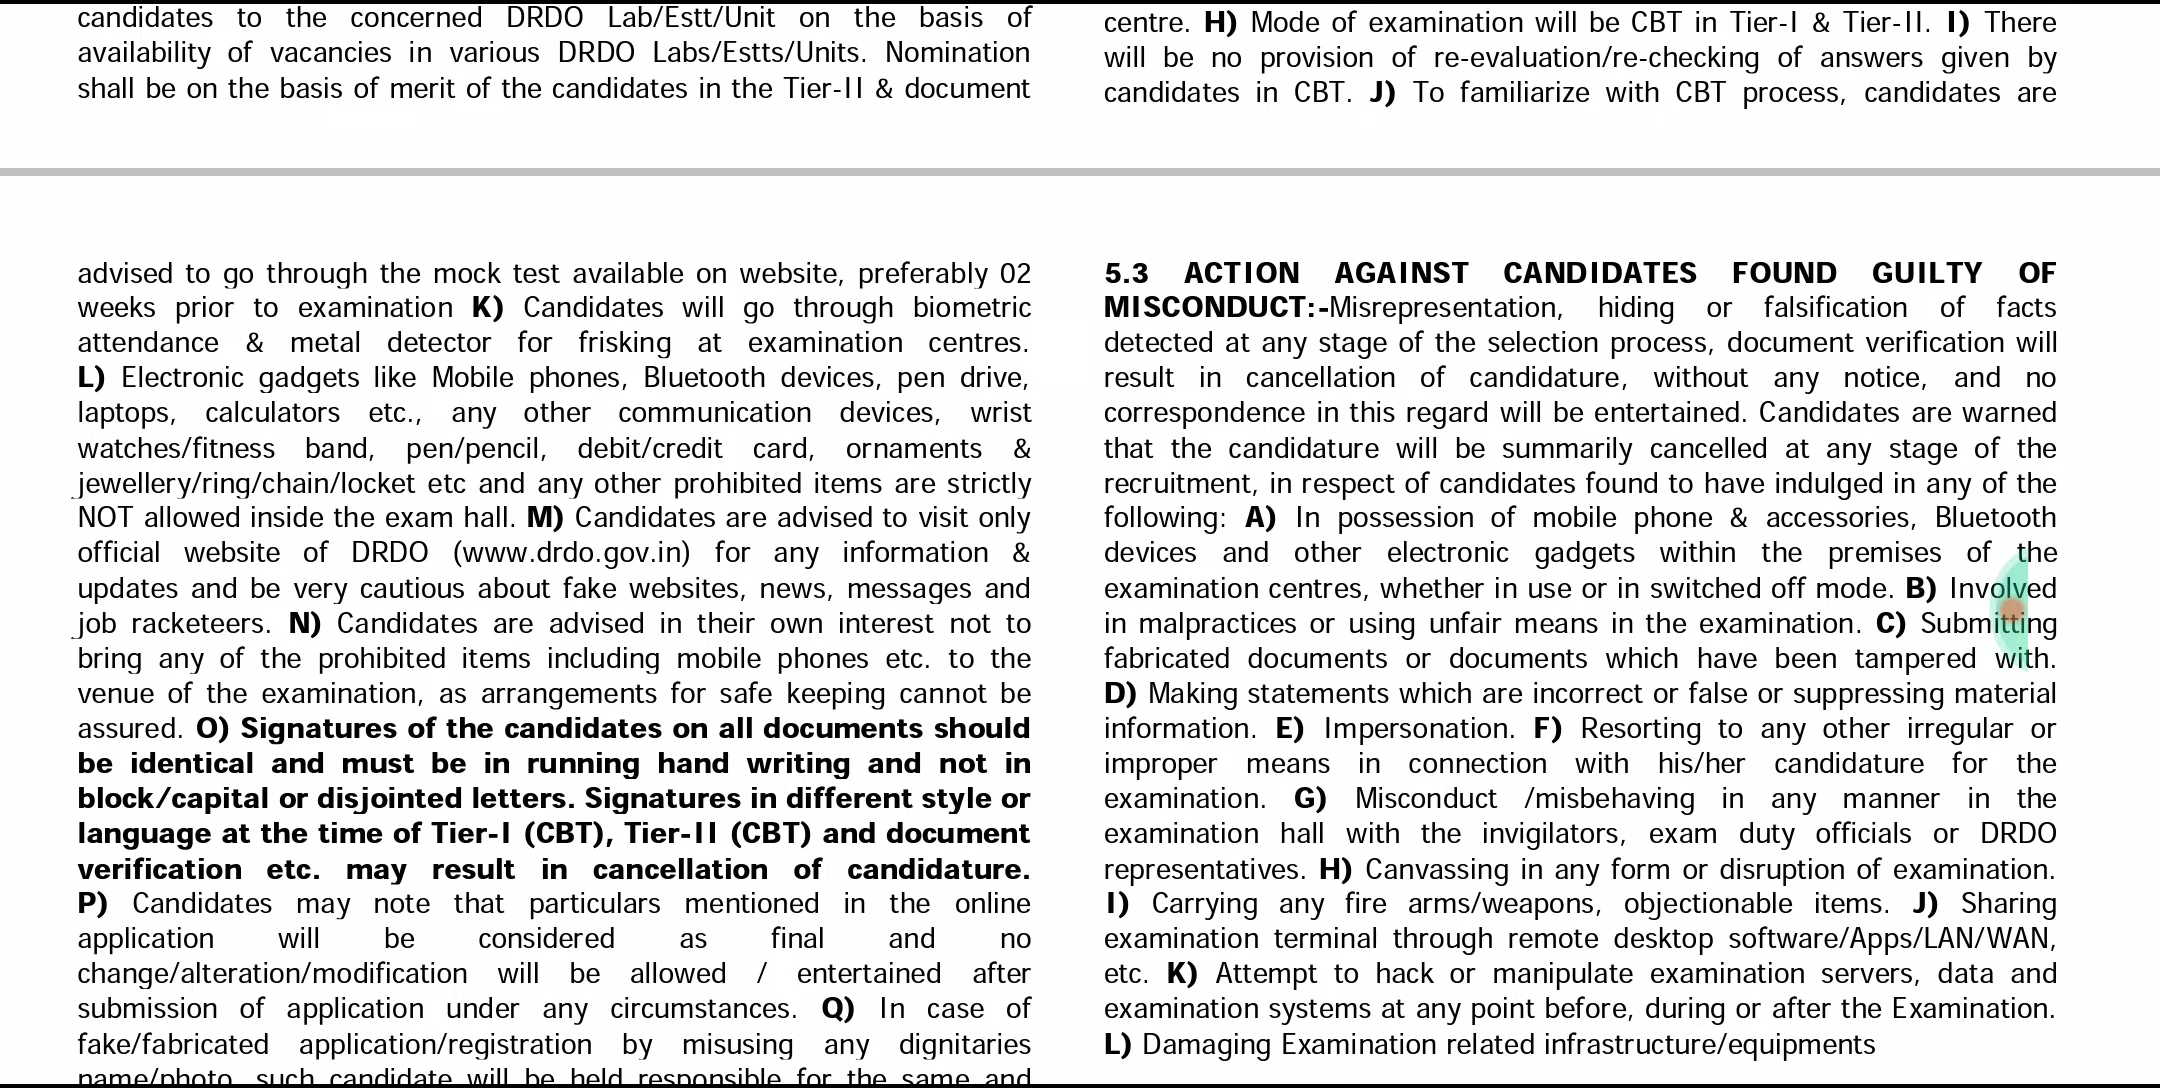 candidates to the concerned DRDO Lab/Estt/Unit on the basis of
availability of vacancies in various DRDO Labs/Estts/Units. Nomination
shall be on the basis of merit of the candidates in the Tier-II & document
centre. H) Mode of examination will be CBT in Tier-I & Tier-II. I) There
will be no provision of re-evaluation/re-checking of answers given by
candidates in CBT. J) To familiarize with CBT process, candidates are
advised to go through the mock test available on website, preferably 02
weeks prior to examination K) Candidates will go through biometric
attendance & metal detector for frisking at examination centres.
L) Electronic gadgets like Mobile phones, Bluetooth devices, pen drive,
laptops, calculators etc., any other communication devices, wrist
watches/fitness band, pen/pencil, debit/credit card, ornaments &
jewellery/ring/chain/locket etc and any other prohibited items are strictly
NOT allowed inside the exam hall. M) Candidates are advised to visit only
official website of DRDO (www.drdo.gov.in) for any information &
updates and be very cautious about fake websites, news, messages and
job racketeers. N) Candidates are advised in their own interest not to
bring any of the prohibited items including mobile phones etc. to the
venue of the examination, as arrangements for safe keeping cannot be
assured. O) Signatures of the candidates on all documents should
be identical and must be in running hand writing and not in
block/capital or disjointed letters. Signatures in different style or
language at the time of Tier-I (CBT), Tier-II (CBT) and document
verification etc. may result in cancellation of candidature.
P) Candidates may note that particulars mentioned in the online
application will be considered as final and no
change/alteration/modification will be allowed / entertained after
submission of application under any circumstances. Q) In case of
fake/fabricated application/registration by misusing any dignitaries
name/photo, such candidate will be held responsible for the same and
5.3 ACTION AGAINST CANDIDATES FOUND GUILTY OF
MISCONDUCT:-Misrepresentation, hiding or falsification of facts
detected at any stage of the selection process, document verification will
result in cancellation of candidature, without any notice, and no
correspondence in this regard will be entertained. Candidates are warned
that the candidature will be summarily cancelled at any stage of the
recruitment, in respect of candidates found to have indulged in any of the
following: A) In possession of mobile phone & accessories, Bluetooth
devices and other electronic gadgets within the premises of the
examination centres, whether in use or in switched off mode. B) Involved
in malpractices or using unfair means in the examination. C) Submitting
fabricated documents or documents which have been tampered with.
D) Making statements which are incorrect or false or suppressing material
information. E) Impersonation. F) Resorting to any other irregular or
improper means in connection with his/her candidature for the
examination. G) Misconduct /misbehaving in any manner in the
examination hall with the invigilators, exam duty officials or DRDO
representatives. H) Canvassing in any form or disruption of examination.
I) Carrying any fire arms/weapons, objectionable items. J) Sharing
examination terminal through remote desktop software/Apps/LAN/WAN,
etc. K) Attempt to hack or manipulate examination servers, data and
examination systems at any point before, during or after the Examination.
L) Damaging Examination related infrastructure/equipments